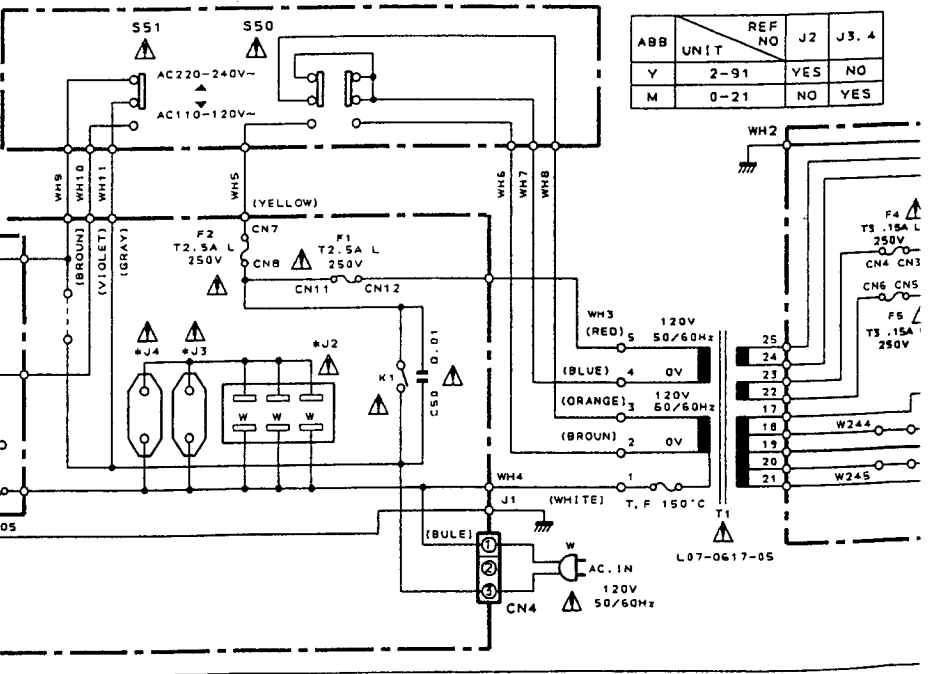 S51 S50
AC220-240V~
AC110-120V~
REF NO
ABB UNIT J2 J3.4
Y 2-91 YES NO
M 0-21 NO YES
WH2
WH9
WH10
WH11
WH5
WH6
WH7
WH8
(YELLOW)
(BROUN)
(VIOLET)
(GRAY)
CN7
F2
T2.5A L
250V
CN8
F1
T2.5A L
250V
CN11 CN12
F4
T3 .15A L
250V
CN4 CN3
CN6 CN5
F5
T3 .15A
250V
WH3
(RED) 5
120V
50/60Hz
(BLUE) 4 0V
(ORANGE) 3
120V
60/60Hz
(BROUN) 2 0V
WH4
(WHITE) 1
T.F 150°C
T1
L07-0617-05
25
24
23
22
17
18
19
20
21
W244
W245
*J4 *J3 *J2
W W W
K1
C50 0.01
J1
(BULE)
1
2
3
CN4
W
AC.IN
120V
50/60Hz
05